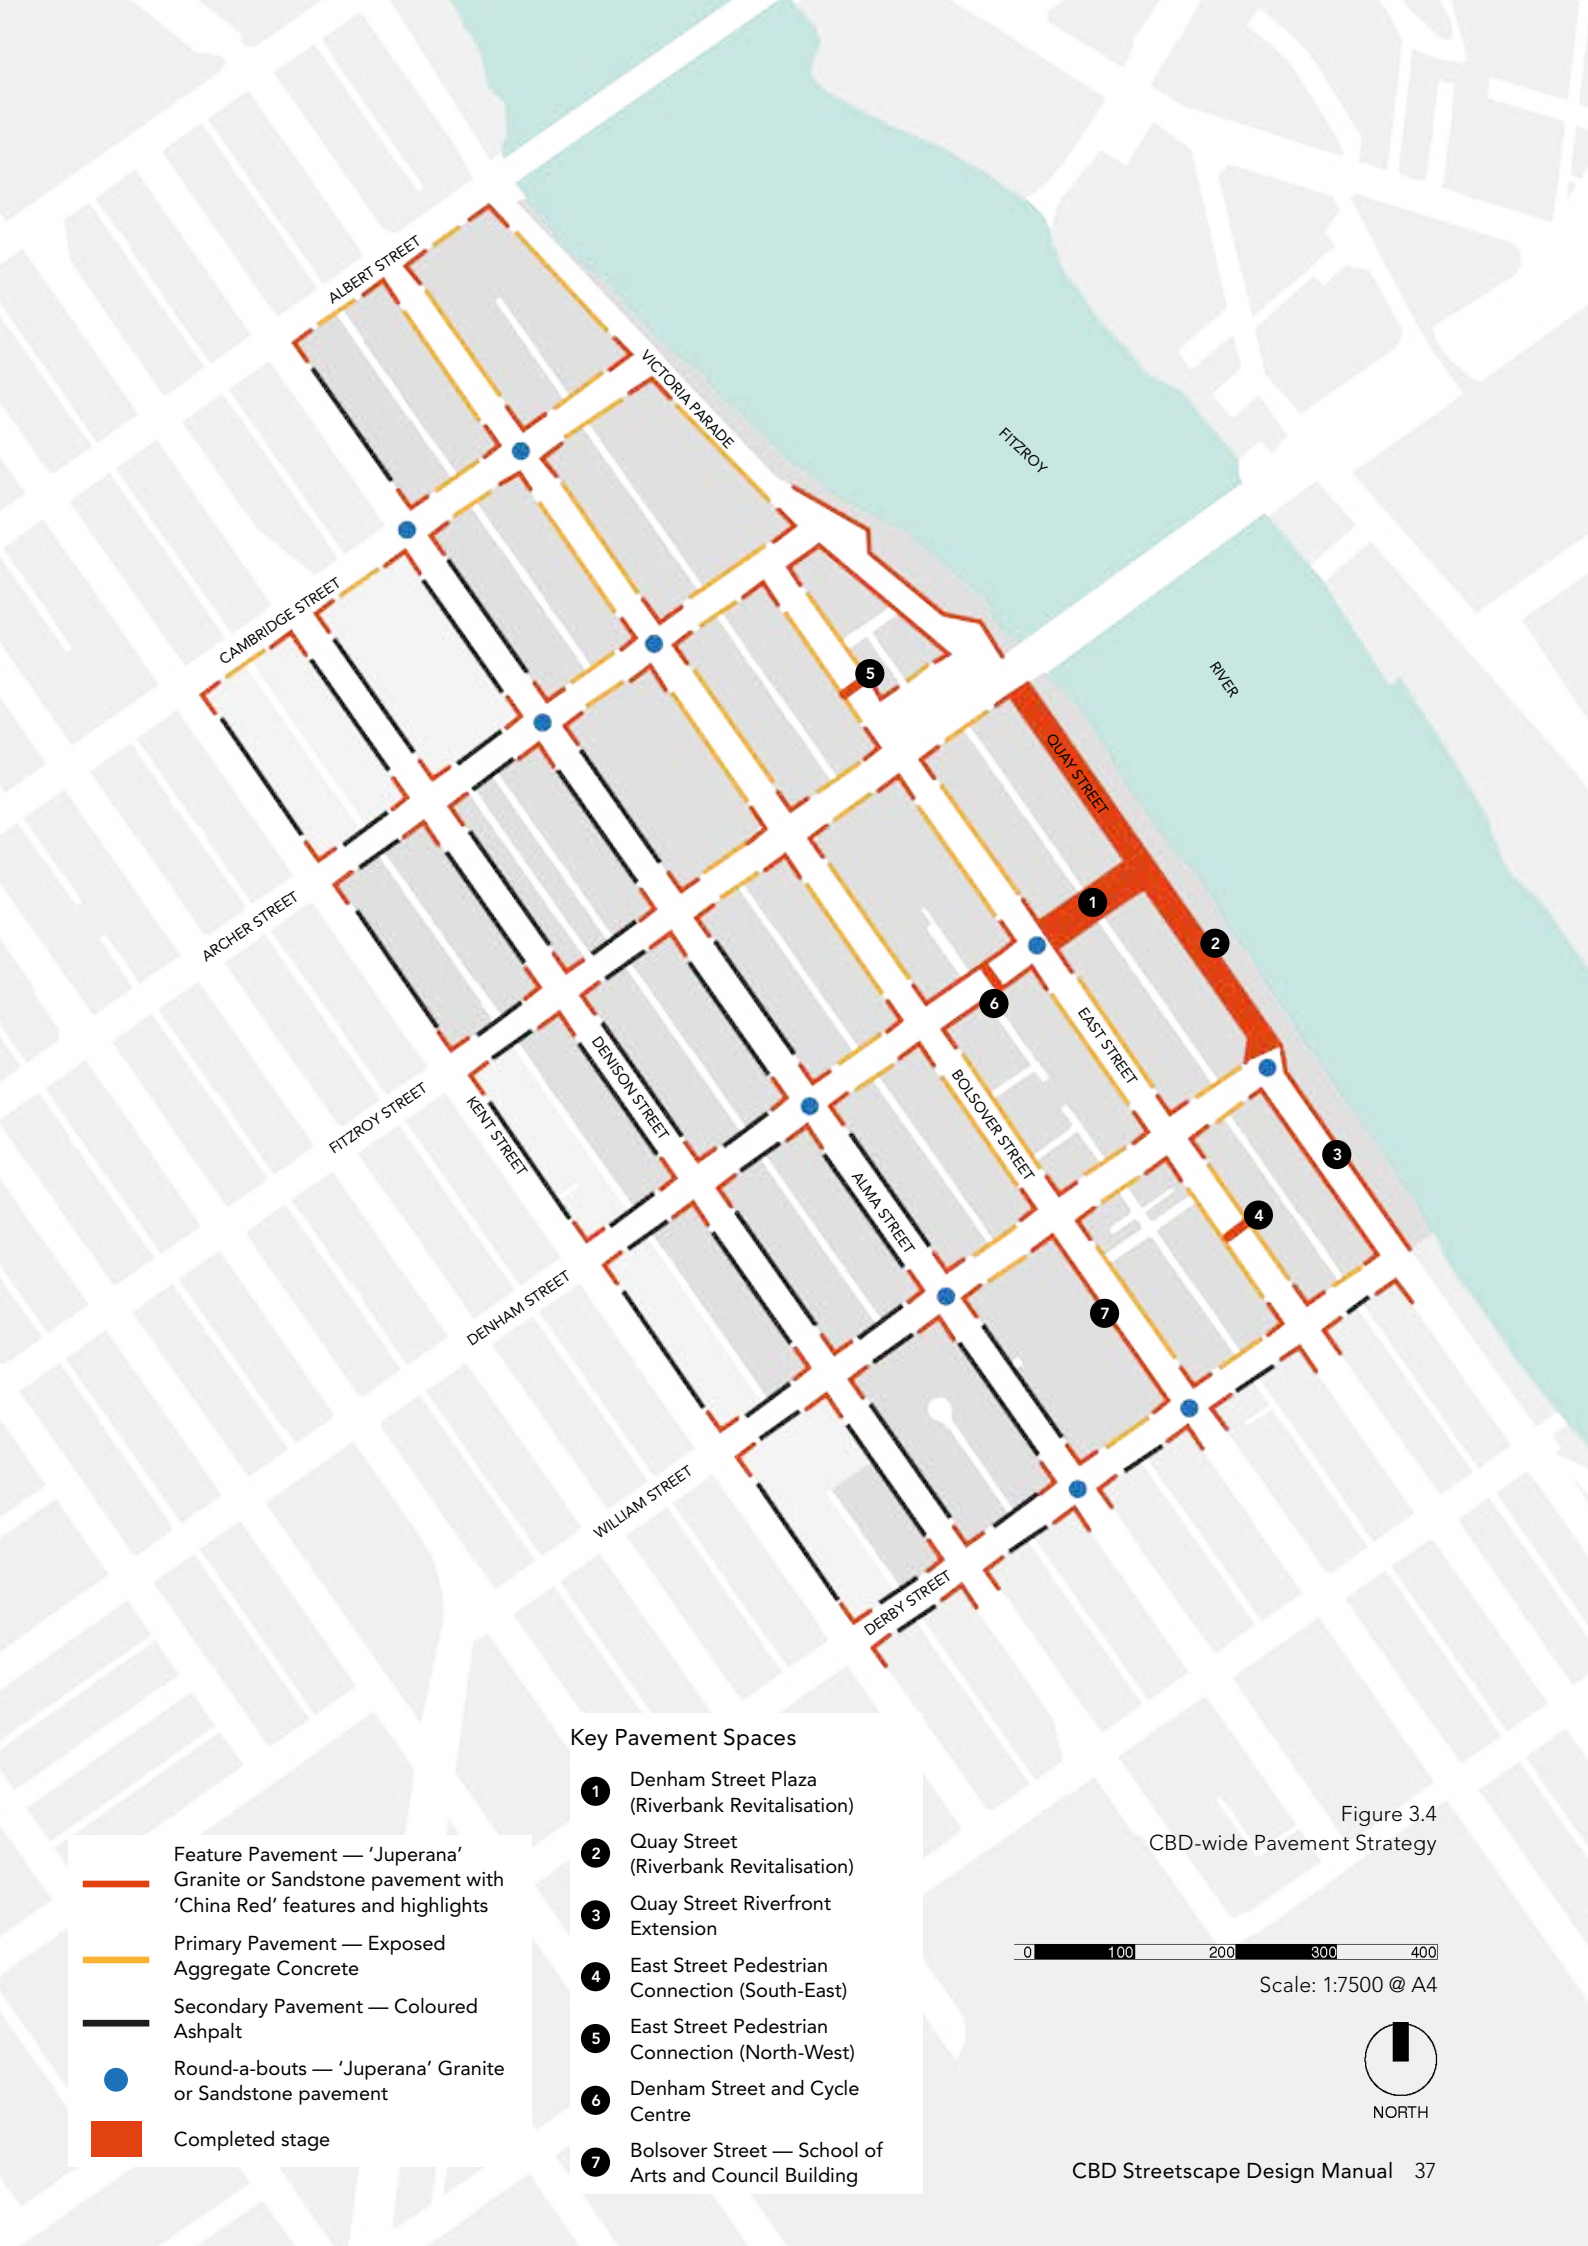 ALBERT STREET
VICTORIA PARADE
FITZROY
CAMBRIDGE STREET
RIVER
QUAY STREET
5
1
ARCHER STREET
2
6
EAST STREET
DENISON STREET
BOLSOVER STREET
KENT STREET
FITZROY STREET
3
ALMA STREET
4
DENHAM STREET
7
WILLIAM STREET
DERBY STREET
Feature Pavement — ‘Juperana’
Granite or Sandstone pavement with
‘China Red’ features and highlights
Primary Pavement — Exposed
Aggregate Concrete
Secondary Pavement — Coloured
Ashpalt
Round-a-bouts — ‘Juperana’ Granite
or Sandstone pavement
Completed stage
Key Pavement Spaces
1 Denham Street Plaza
(Riverbank Revitalisation)
2 Quay Street
(Riverbank Revitalisation)
3 Quay Street Riverfront
Extension
4 East Street Pedestrian
Connection (South-East)
5 East Street Pedestrian
Connection (North-West)
6 Denham Street and Cycle
Centre
7 Bolsover Street — School of
Arts and Council Building
Figure 3.4
CBD-wide Pavement Strategy
0 100 200 300 400
Scale: 1:7500 @ A4
NORTH
CBD Streetscape Design Manual 37